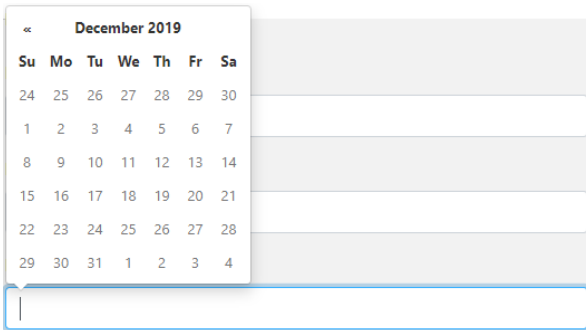 « December 2019
Su Mo Tu We Th Fr Sa
24 25 26 27 28 29 30
1 2 3 4 5 6 7
8 9 10 11 12 13 14
15 16 17 18 19 20 21
22 23 24 25 26 27 28
29 30 31 1 2 3 4